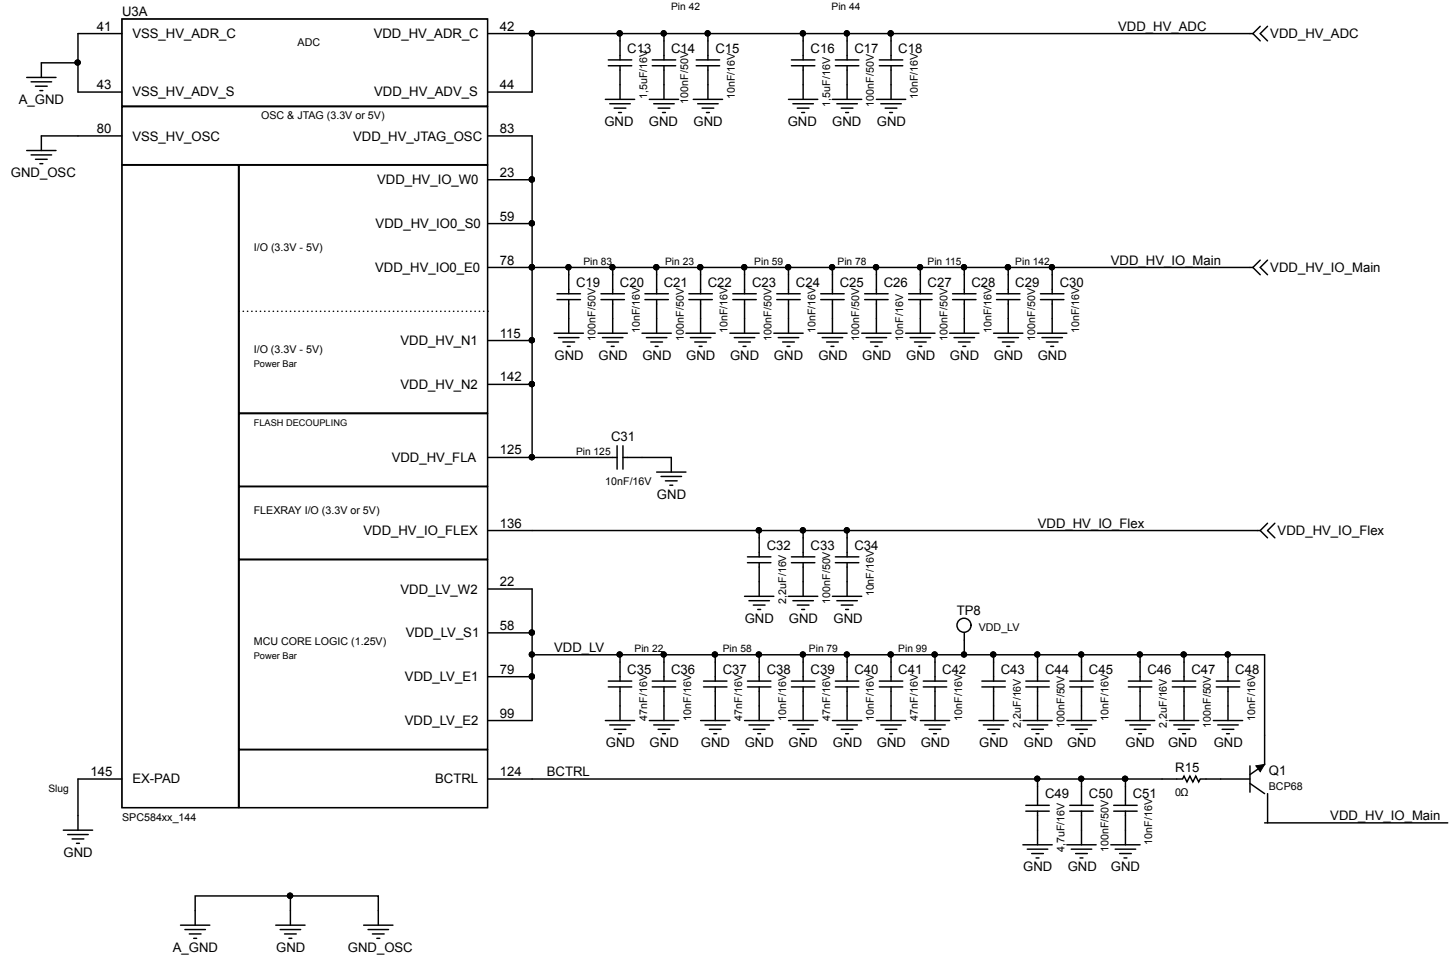 Pin 42 Pin 44
U3A
41 VSS_HV_ADR_C ADC VDD_HV_ADR_C 42 VDD_HV_ADC VDD_HV_ADC
C13 1.5uF/16V C14 100nF/50V C15 10nF/16V C16 1.5uF/16V C17 100nF/50V C18 10nF/16V
A_GND 43 VSS_HV_ADV_S VDD_HV_ADV_S 44
GND GND GND GND GND GND
OSC & JTAG (3.3V or 5V)
80 VSS_HV_OSC VDD_HV_JTAG_OSC 83
GND_OSC
VDD_HV_IO_W0 23
VDD_HV_IO0_S0 59
I/O (3.3V - 5V)
VDD_HV_IO0_E0 78 Pin 83 Pin 23 Pin 59 Pin 78 Pin 115 Pin 142 VDD_HV_IO_Main VDD_HV_IO_Main
C19 100nF/50V C20 10nF/16V C21 100nF/50V C22 10nF/16V C23 100nF/50V C24 10nF/16V C25 100nF/50V C26 10nF/16V C27 100nF/50V C28 10nF/16V C29 100nF/50V C30 10nF/16V
GND GND GND GND GND GND GND GND GND GND GND GND
VDD_HV_N1 115
I/O (3.3V - 5V)
Power Bar
VDD_HV_N2 142
FLASH DECOUPLING
C31
VDD_HV_FLA 125 Pin 125
10nF/16V
GND
FLEXRAY I/O (3.3V or 5V)
VDD_HV_IO_FLEX 136 VDD_HV_IO_Flex VDD_HV_IO_Flex
C32 2.2uF/16V C33 100nF/50V C34 10nF/16V
GND GND GND
VDD_LV_W2 22
TP8
VDD_LV
VDD_LV_S1 58
MCU CORE LOGIC (1.25V)
Power Bar
VDD_LV Pin 22 Pin 58 Pin 79 Pin 99
VDD_LV_E1 79
C35 47nF/16V C36 10nF/16V C37 47nF/16V C38 10nF/16V C39 47nF/16V C40 10nF/16V C41 47nF/16V C42 10nF/16V C43 2.2uF/16V C44 100nF/50V C45 10nF/16V C46 2.2uF/16V C47 100nF/50V C48 10nF/16V
VDD_LV_E2 99
GND GND GND GND GND GND GND GND GND GND GND GND GND GND
Slug 145 EX-PAD BCTRL 124 BCTRL
R15
0Ω
Q1
BCP68
C49 4.7uF/16V C50 100nF/50V C51 10nF/16V
VDD_HV_IO_Main
SPC584xx_144
GND
GND GND GND
A_GND GND GND_OSC